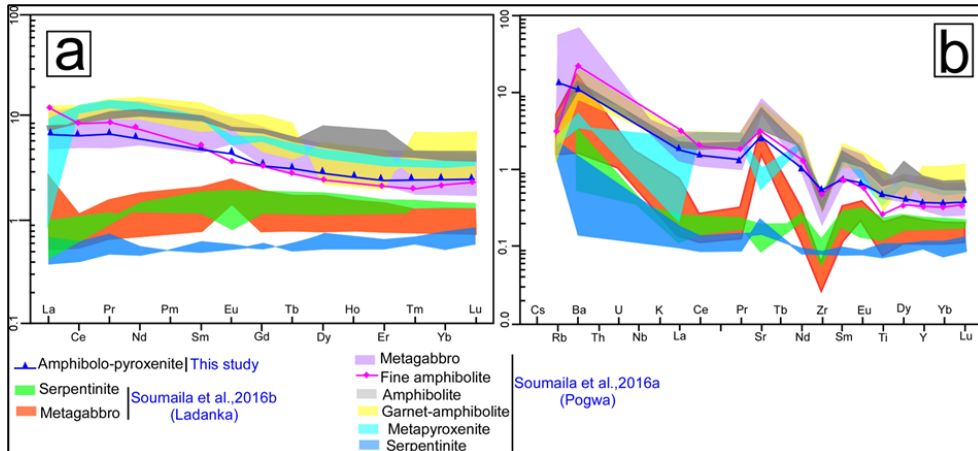 a
100
10
1
0.1
La Pr Pm Eu Tb Ho Tm Lu
Ce Nd Sm Gd Dy Er Yb
b
100
10
1
0.1
0.0
Cs Ba U K Ce Pr Tb Nd Zr Eu Dy Yb
Rb Th Nb La Sr Sm Ti Y Lu
Amphibolo-pyroxenite This study
Serpentinite
Metagabbro
Soumaila et al.,2016b
(Ladanka)
Metagabbro
Fine amphibolite
Amphibolite
Garnet-amphibolite
Metapyroxenite
Serpentinite
Soumaila et al.,2016a
(Pogwa)